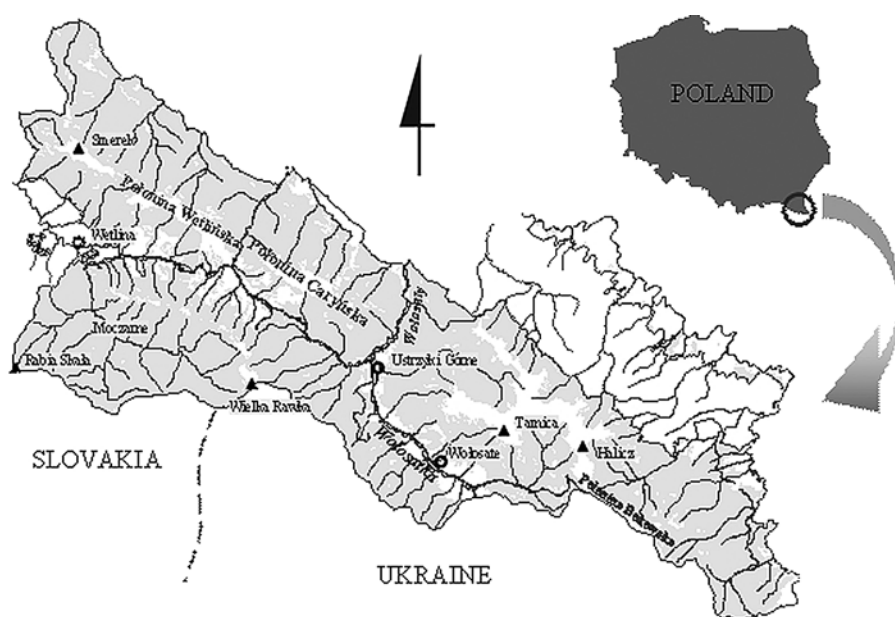 POLAND
Smerek
Połonina Wetlińska
Wetlina
Połonina Caryńska
Wołosaty
Moczarne
Rabia Skała
Ustrzyki Górne
Wielka Rawka
Tarnica
Halicz
Wołosate
Wołosatka
SLOVAKIA
Połonina Bukowska
UKRAINE